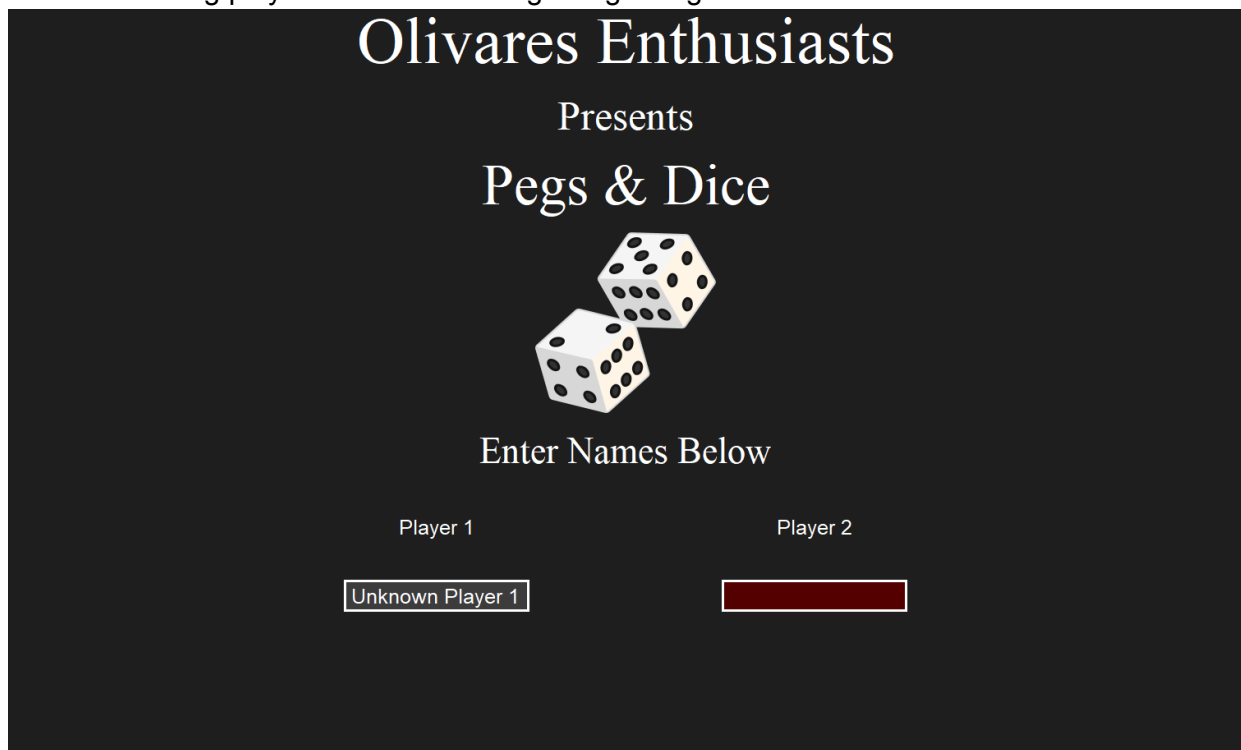 Olivares Enthusiasts
Presents
Pegs & Dice
Enter Names Below
Player 1 Player 2
Unknown Player 1